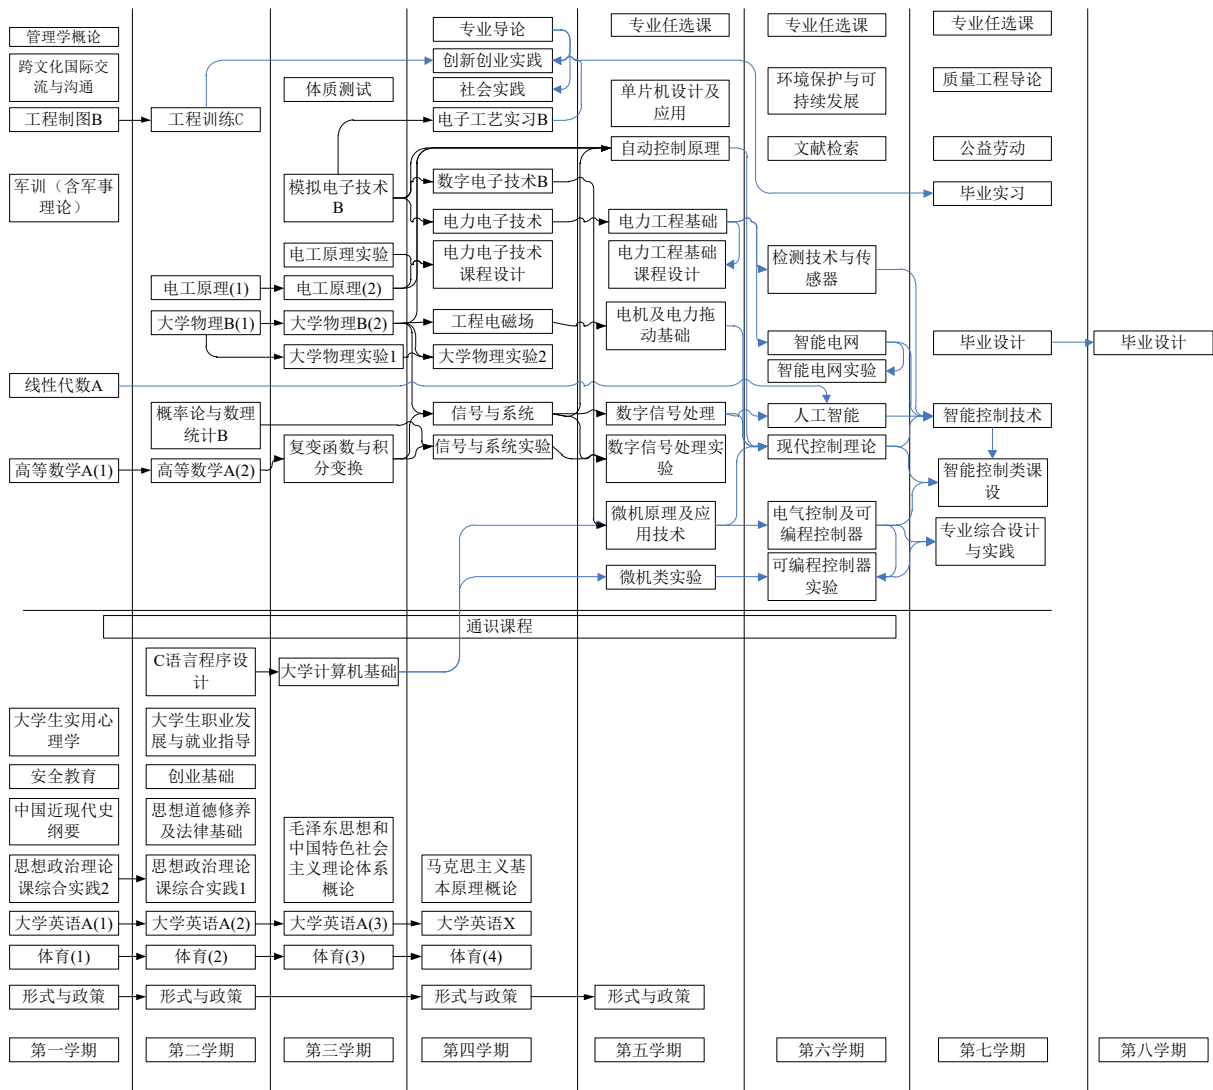 管理学概论
跨文化国际交
流与沟通
工程制图B
军训（含军事
理论）
线性代数A
高等数学A(1)
工程训练C
电工原理(1)
大学物理B(1)
概率论与数理
统计B
高等数学A(2)
体质测试
模拟电子技术
B
电工原理实验
电工原理(2)
大学物理B(2)
大学物理实验1
复变函数与积
分变换
专业导论
创新创业实践
社会实践
电子工艺实习B
数字电子技术B
电力电子技术
电力电子技术
课程设计
工程电磁场
大学物理实验2
信号与系统
信号与系统实验
专业任选课
单片机设计及
应用
自动控制原理
电力工程基础
电力工程基础
课程设计
电机及电力拖
动基础
数字信号处理
数字信号处理实
验
微机原理及应
用技术
微机类实验
专业任选课
环境保护与可
持续发展
文献检索
检测技术与传
感器
智能电网
智能电网实验
人工智能
现代控制理论
电气控制及可
编程控制器
可编程控制器
实验
专业任选课
质量工程导论
公益劳动
毕业实习
毕业设计
智能控制技术
智能控制类课
设
专业综合设计
与实践
毕业设计
通识课程
C语言程序设
计
大学计算机基础
大学生实用心
理学
大学生职业发
展与就业指导
安全教育
创业基础
中国近现代史
纲要
思想道德修养
及法律基础
毛泽东思想和
中国特色社会
主义理论体系
概论
思想政治理论
课综合实践2
思想政治理论
课综合实践1
马克思主义基
本原理概论
大学英语A(1)
大学英语A(2)
大学英语A(3)
大学英语X
体育(1)
体育(2)
体育(3)
体育(4)
形式与政策
形式与政策
形式与政策
形式与政策
第一学期
第二学期
第三学期
第四学期
第五学期
第六学期
第七学期
第八学期